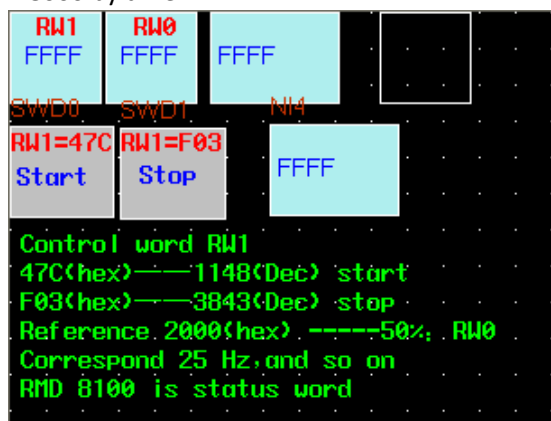 RW1 RW0
FFFF FFFF FFFF
SWD0 SWD1 NI4
RW1=47C RW1=F03
Start Stop FFFF
Control word RW1
47C(hex)———1148(Dec) start
F03(hex)———3843(Dec) stop
Reference 2000(hex) -----50%; RW0
Correspond 25 Hz,and so on
RMD 8100 is status word